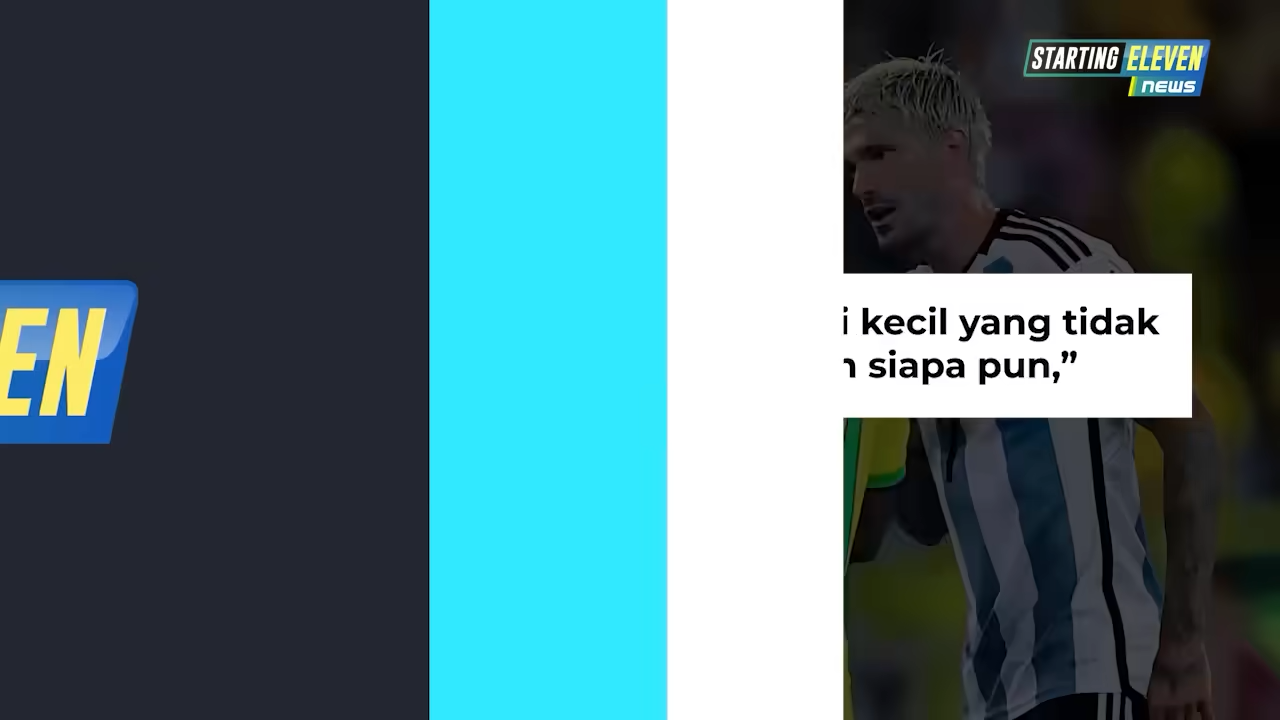 STARTING ELEVEN
news
EN
i kecil yang tidak
siapa pun,”